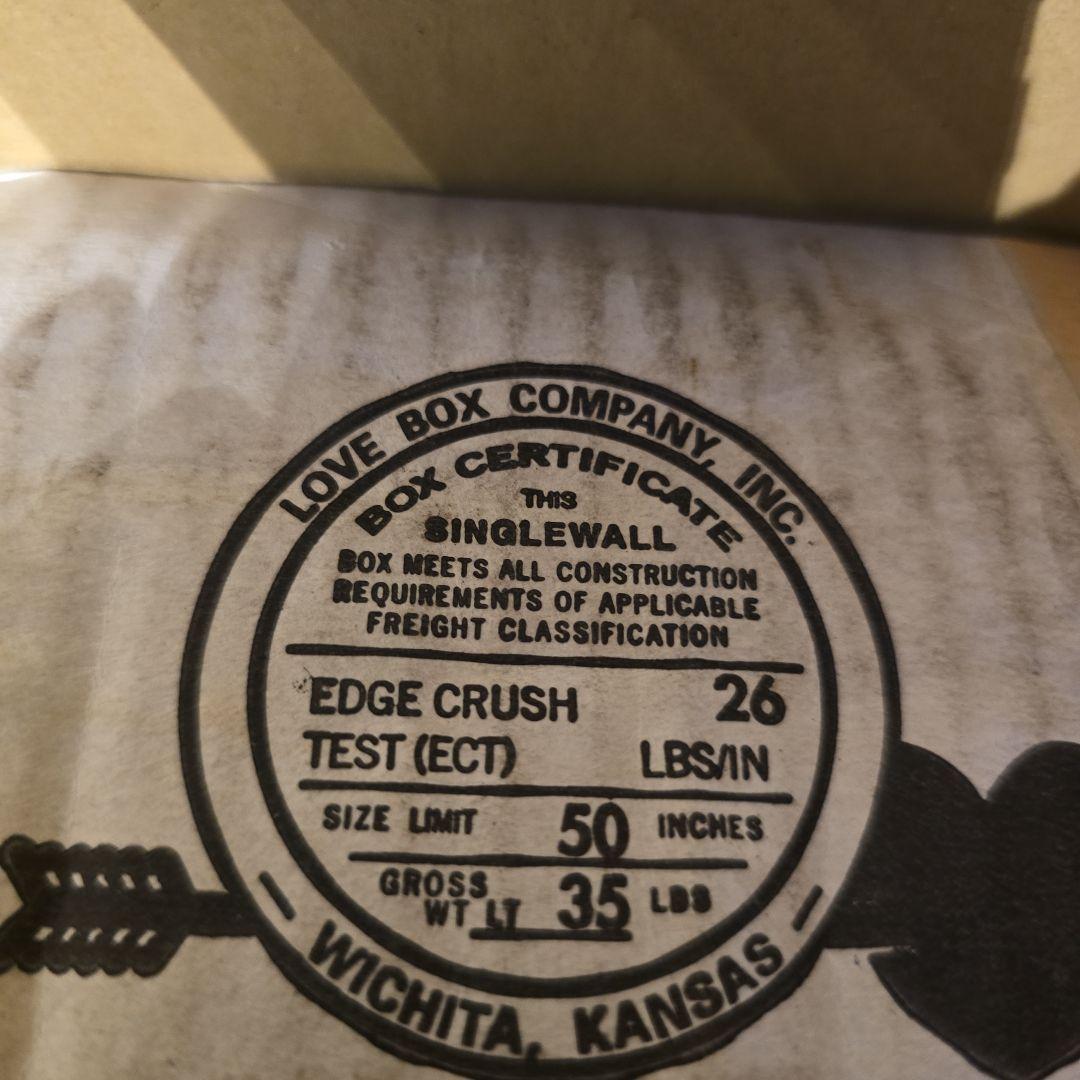 LOVE BOX COMPANY, INC.
BOX CERTIFICATE
THIS
SINGLEWALL
BOX MEETS ALL CONSTRUCTION
REQUIREMENTS OF APPLICABLE
FREIGHT CLASSIFICATION
EDGE CRUSH 26
TEST (ECT) LBS/IN
SIZE LIMIT 50 INCHES
GROSS
WT LT 35 LBS
WICHITA, KANSAS